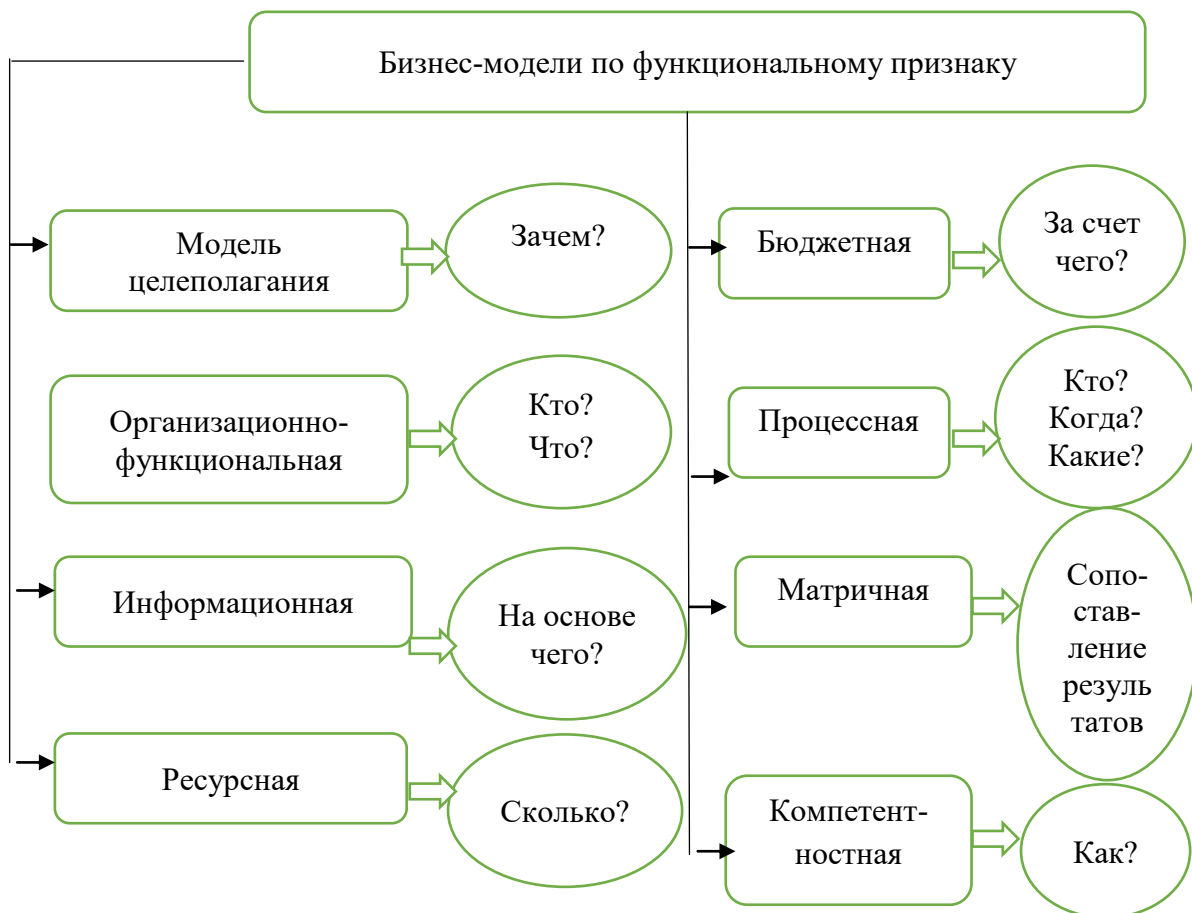 Бизнес-модели по функциональному признаку
Модель
целеполагания
Зачем?
Бюджетная
За счет
чего?
Организационно-
функциональная
Кто?
Что?
Процессная
Кто?
Когда?
Какие?
Информационная
На основе
чего?
Матричная
Сопо-
став-
ление
резуль
татов
Ресурсная
Сколько?
Компетент-
ностная
Как?